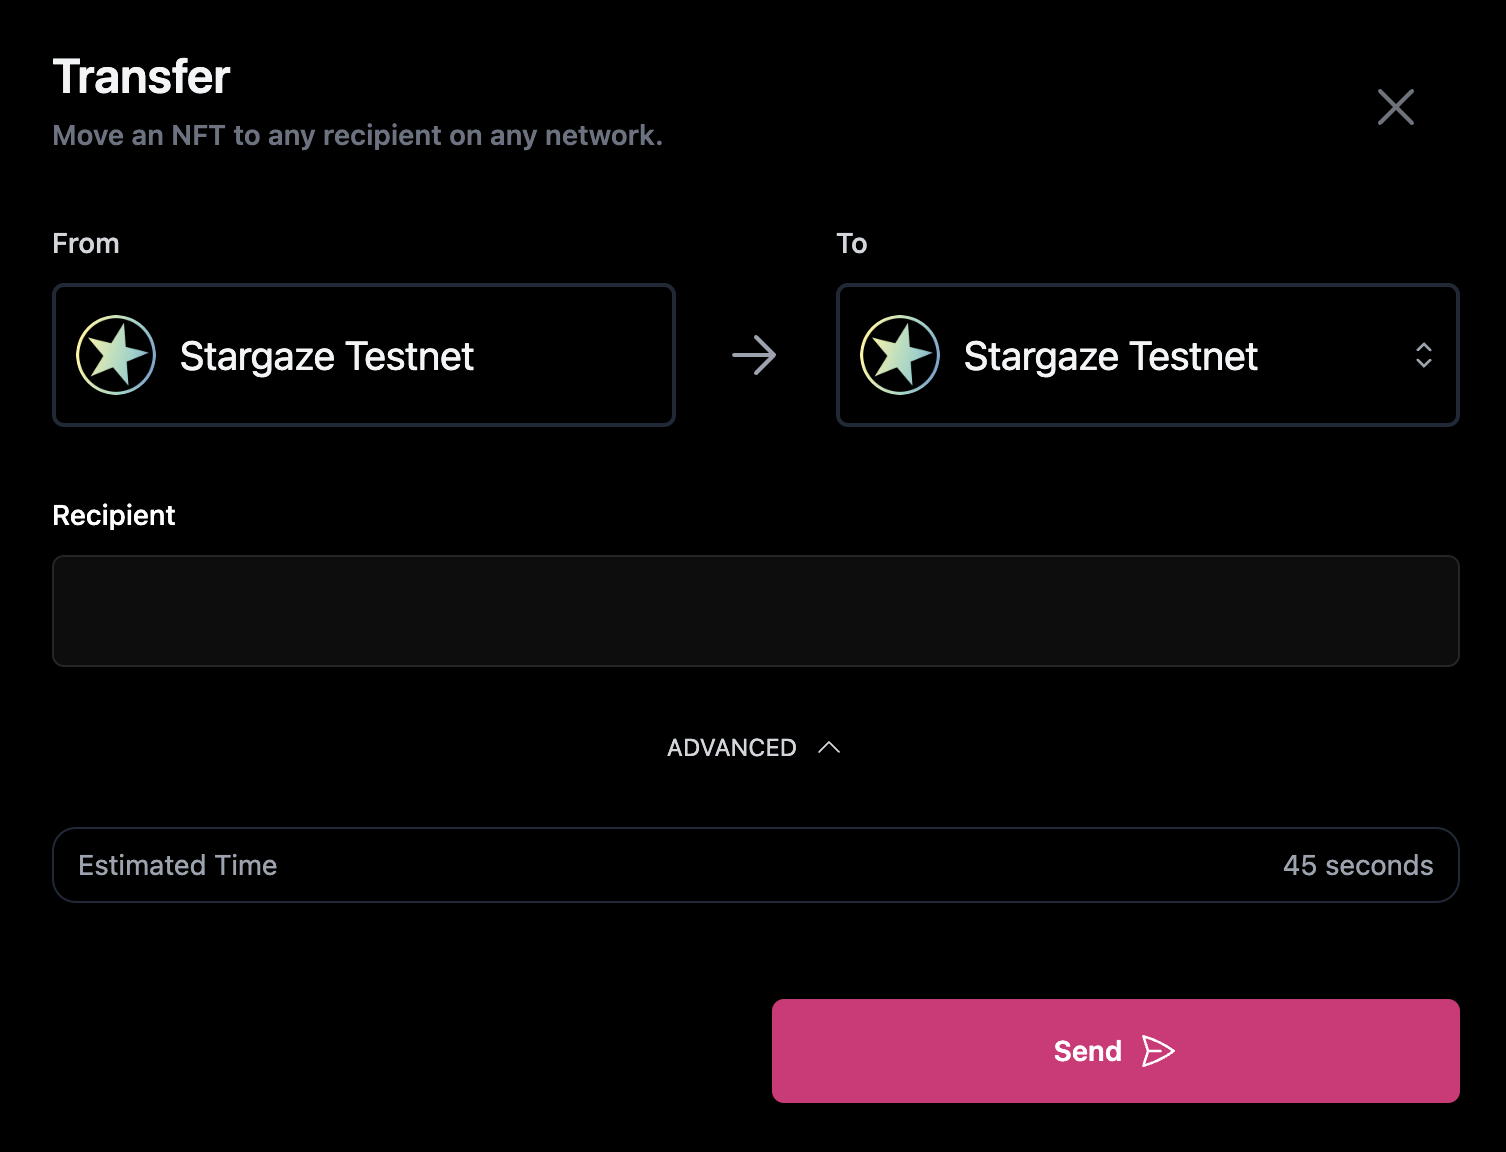 Transfer
Move an NFT to any recipient on any network.
From
To
Stargaze Testnet
Stargaze Testnet
Recipient
ADVANCED
Estimated Time
45 seconds
Send